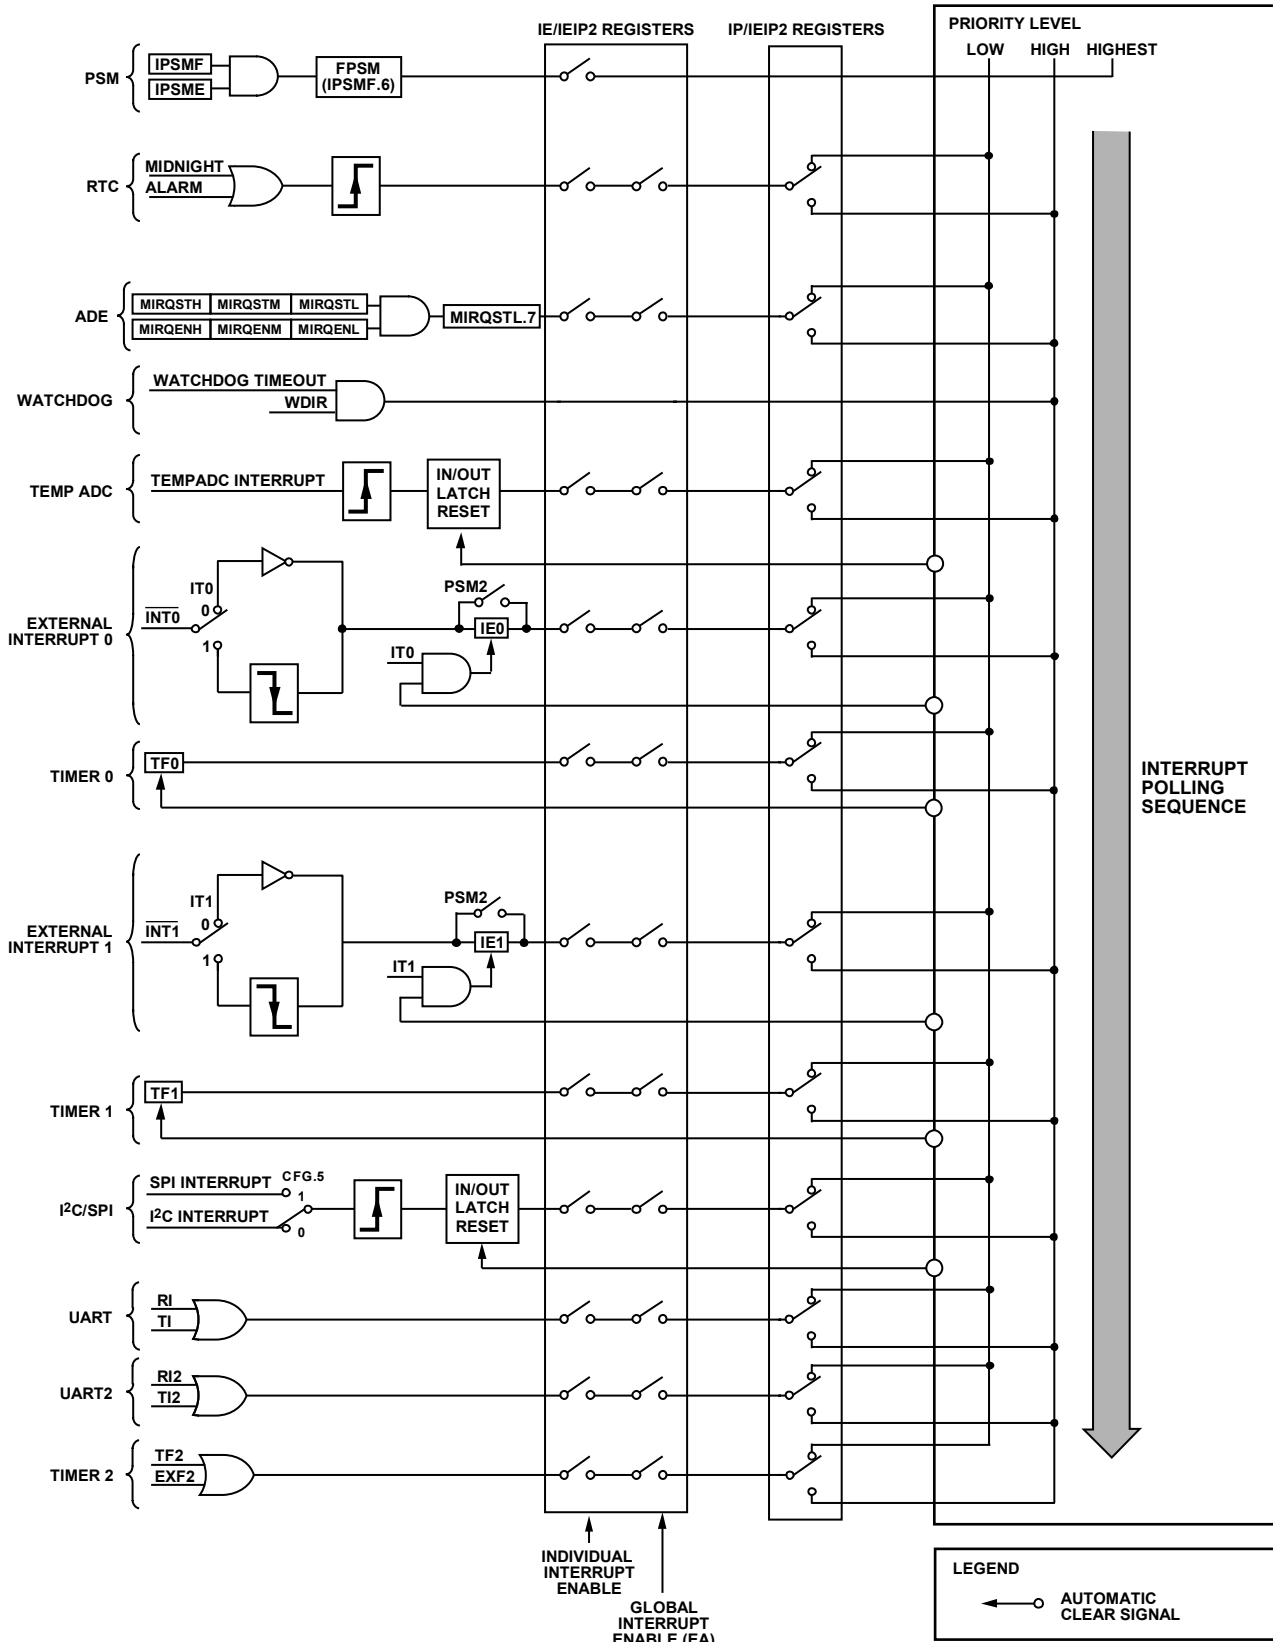 IE/IEIP2 REGISTERS
IP/IEIP2 REGISTERS
PRIORITY LEVEL
LOW HIGH HIGHEST
PSM
IPSMF
IPSME
FPSM
(IPSMF.6)
RTC
MIDNIGHT
ALARM
ADE
MIRQSTH MIRQSTM MIRQSTL
MIRQENH MIRQENM MIRQENL
MIRQSTL.7
WATCHDOG
WATCHDOG TIMEOUT
WDIR
TEMP ADC
TEMPADC INTERRUPT
IN/OUT
LATCH
RESET
EXTERNAL
INTERRUPT 0
INT0
IT0
0
1
PSM2
IE0
IT0
TIMER 0
TF0
INTERRUPT
POLLING
SEQUENCE
EXTERNAL
INTERRUPT 1
INT1
IT1
0
1
PSM2
IE1
IT1
TIMER 1
TF1
I²C/SPI
SPI INTERRUPT
I²C INTERRUPT
CFG.5
1
0
IN/OUT
LATCH
RESET
UART
RI
TI
UART2
RI2
TI2
TIMER 2
TF2
EXF2
INDIVIDUAL
INTERRUPT
ENABLE
GLOBAL
INTERRUPT
ENABLE (EA)
LEGEND
AUTOMATIC
CLEAR SIGNAL